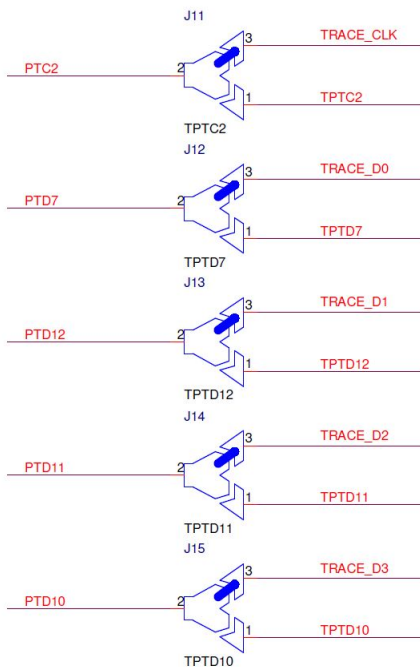 J11
3 TRACE_CLK
PTC2 2
1 TPTC2
TPTC2
J12
3 TRACE_D0
PTD7 2
1 TPTD7
TPTD7
J13
3 TRACE_D1
PTD12 2
1 TPTD12
TPTD12
J14
3 TRACE_D2
PTD11 2
1 TPTD11
TPTD11
J15
3 TRACE_D3
PTD10 2
1 TPTD10
TPTD10